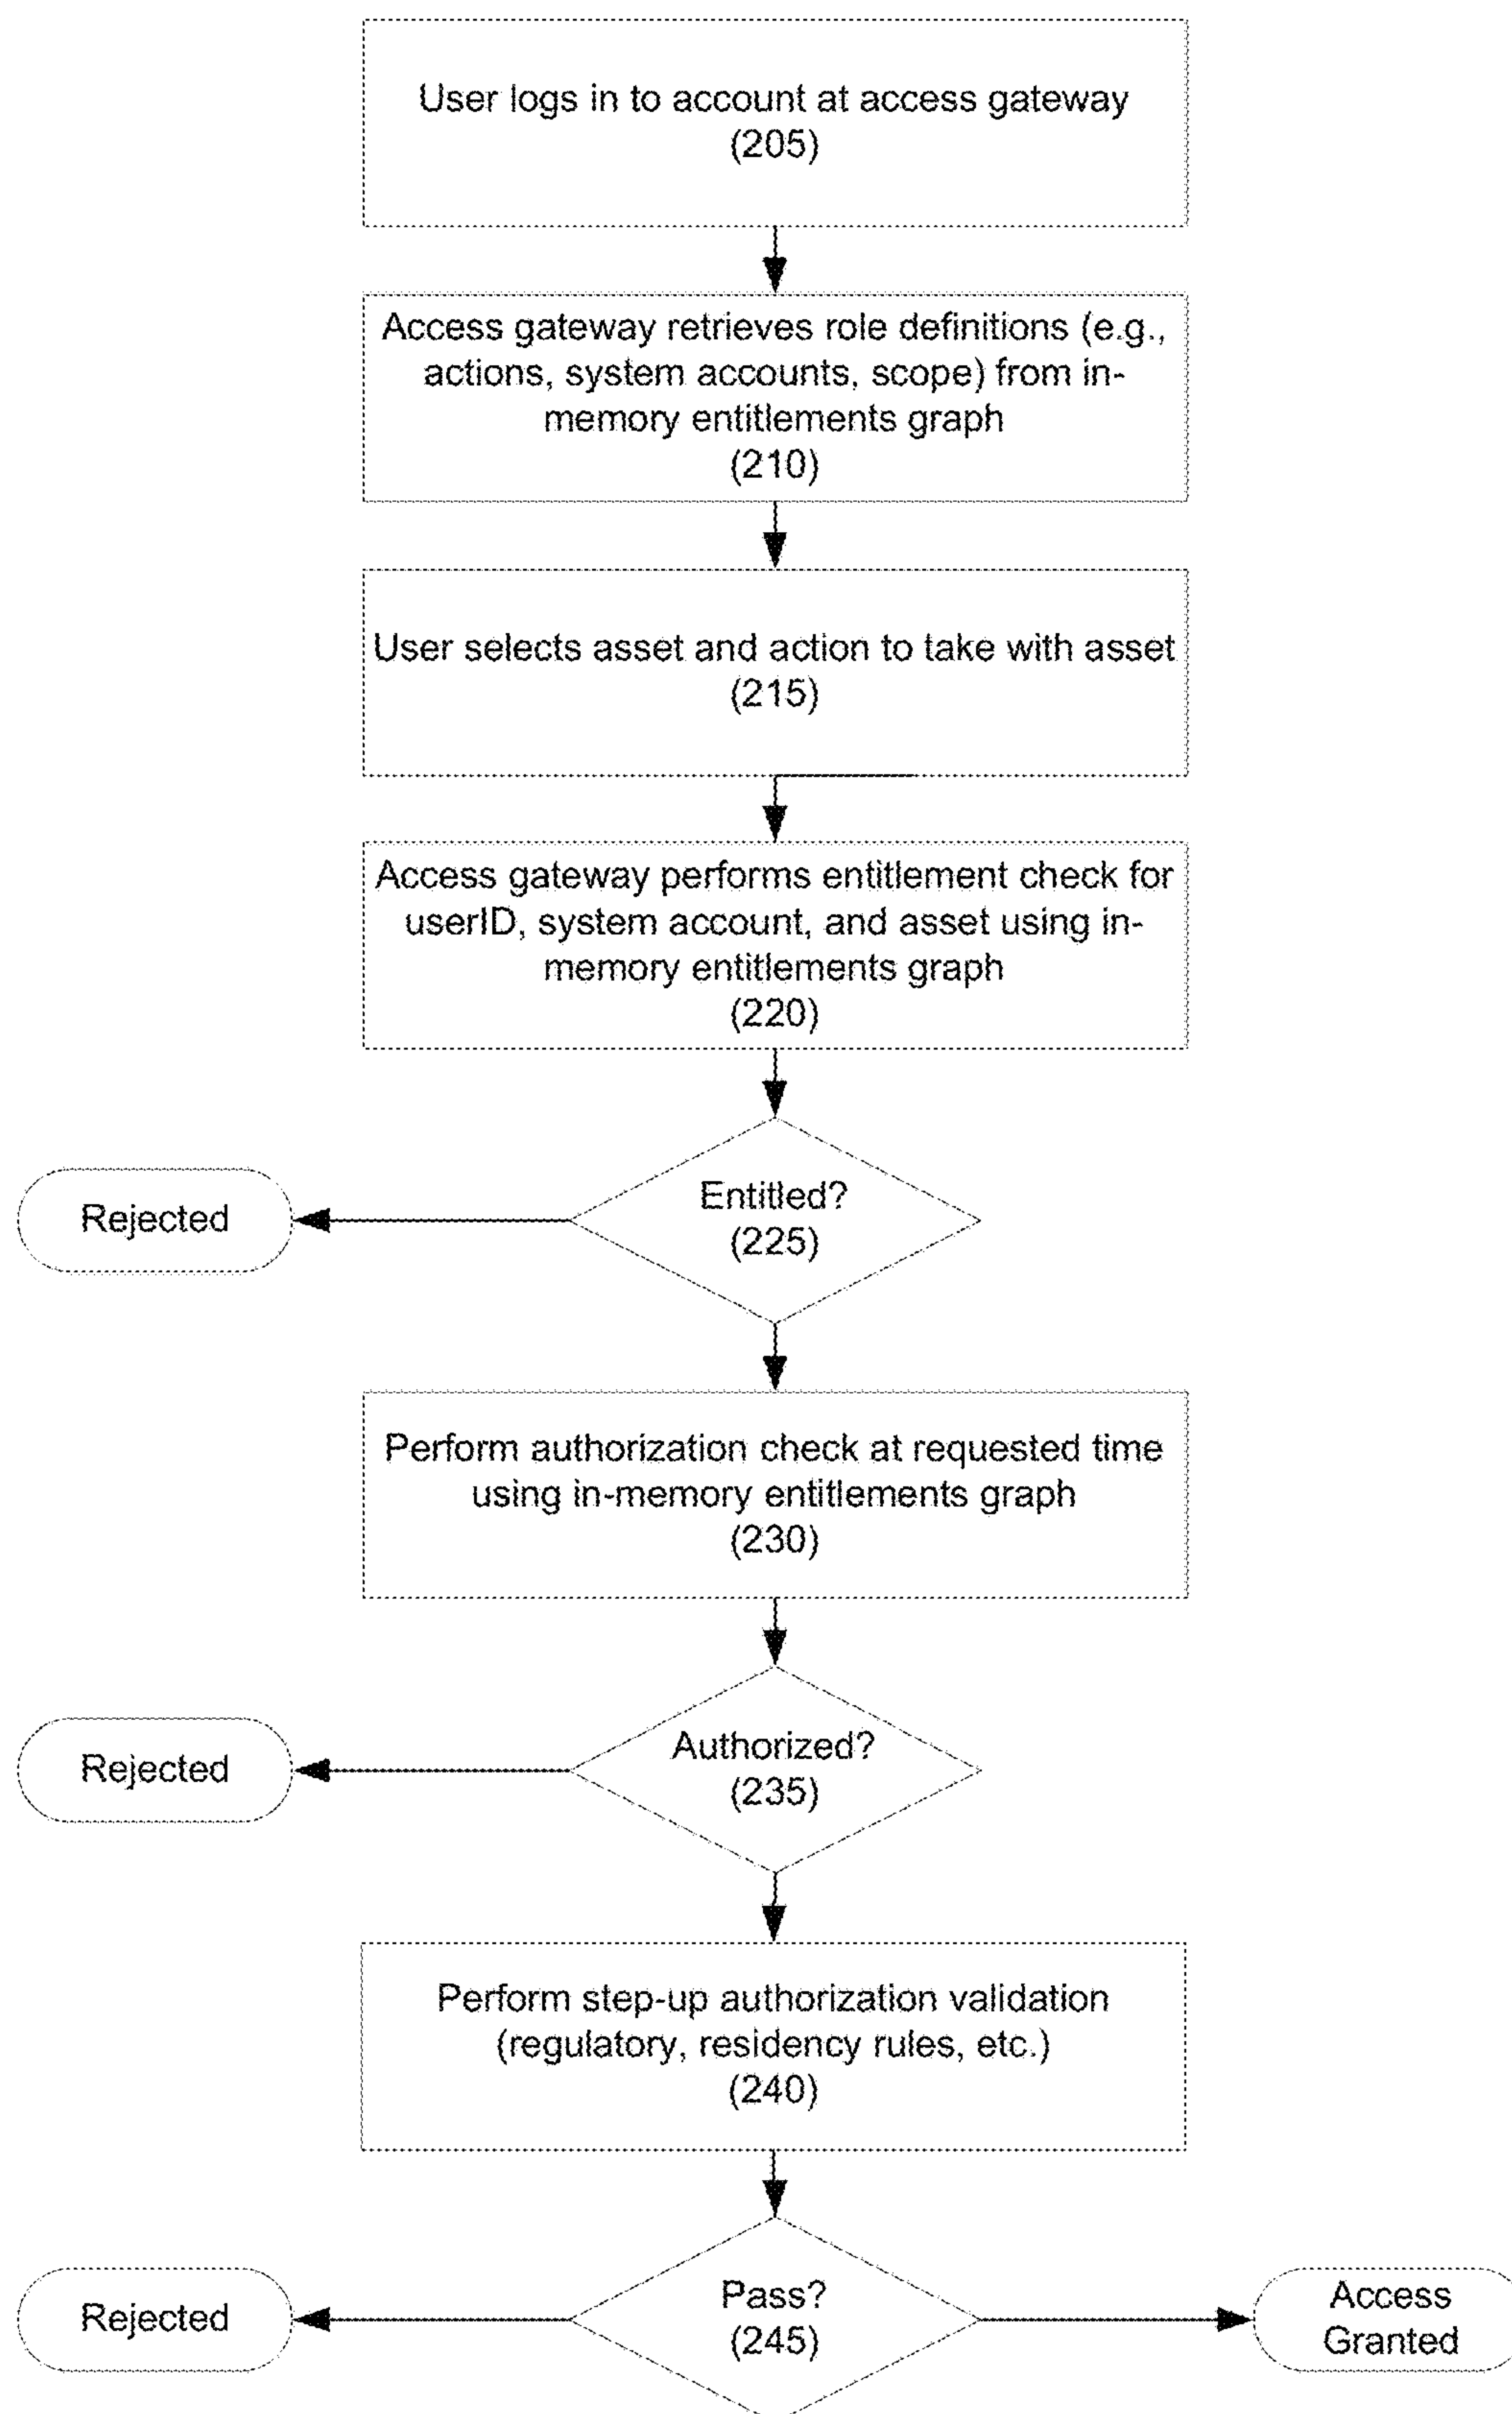 User logs in to account at access gateway
(205)
Access gateway retrieves role definitions (e.g.,
actions, system accounts, scope) from in-
memory entitlements graph
(210)
User selects asset and action to take with asset
(215)
Access gateway performs entitlement check for
userID, system account, and asset using in-
memory entitlements graph
(220)
Entitled?
(225)
Rejected
Perform authorization check at requested time
using in-memory entitlements graph
(230)
Authorized?
(235)
Rejected
Perform step-up authorization validation
(regulatory, residency rules, etc.)
(240)
Pass?
(245)
Rejected
Access
Granted